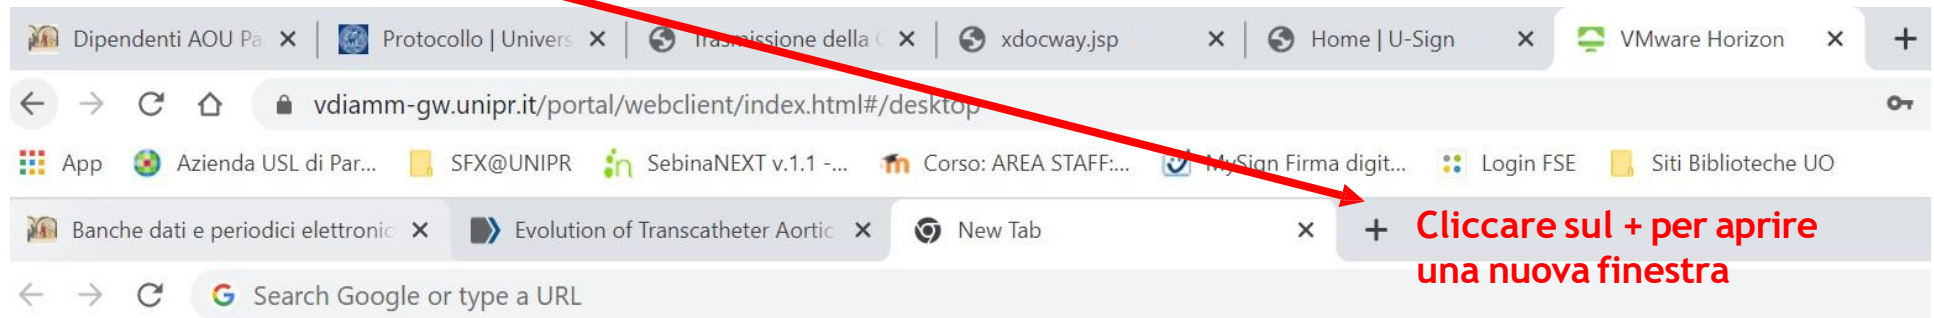 Dipendenti AOU Pa Protocollo | Univers Trasmissione della C xdocway.jsp Home | U-Sign VMware Horizon
vdiamm-gw.unipr.it/portal/webclient/index.html#/desktop
App Azienda USL di Par... SFX@UNIPR SebinaNEXT v.1.1 -... Corso: AREA STAFF:... MySign Firma digit... Login FSE Siti Biblioteche UO
Banche dati e periodici elettronic Evolution of Transcatheter Aortic New Tab + Cliccare sul + per aprire
una nuova finestra
Search Google or type a URL